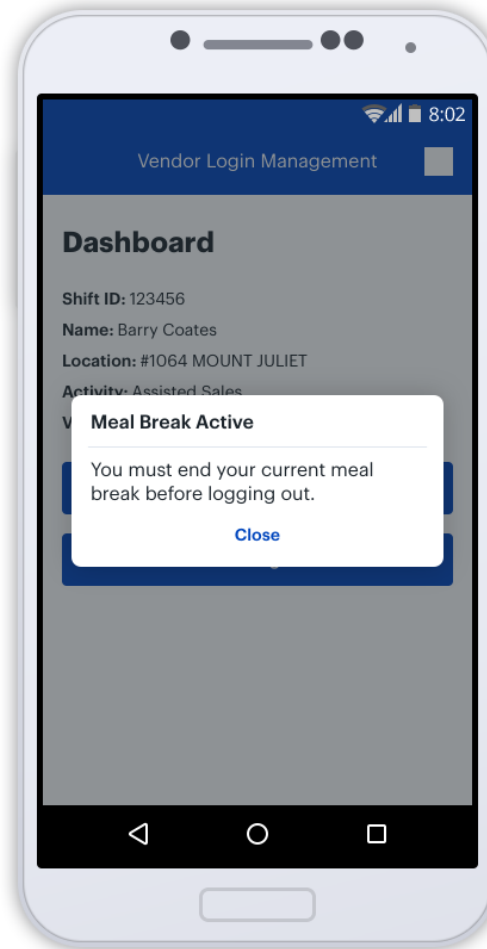 8:02
Vendor Login Management
Dashboard
Shift ID: 123456
Name: Barry Coates
Location: #1064 MOUNT JULIET
Activity: Assisted Sales
V
Meal Break Active
You must end your current meal
break before logging out.
Close